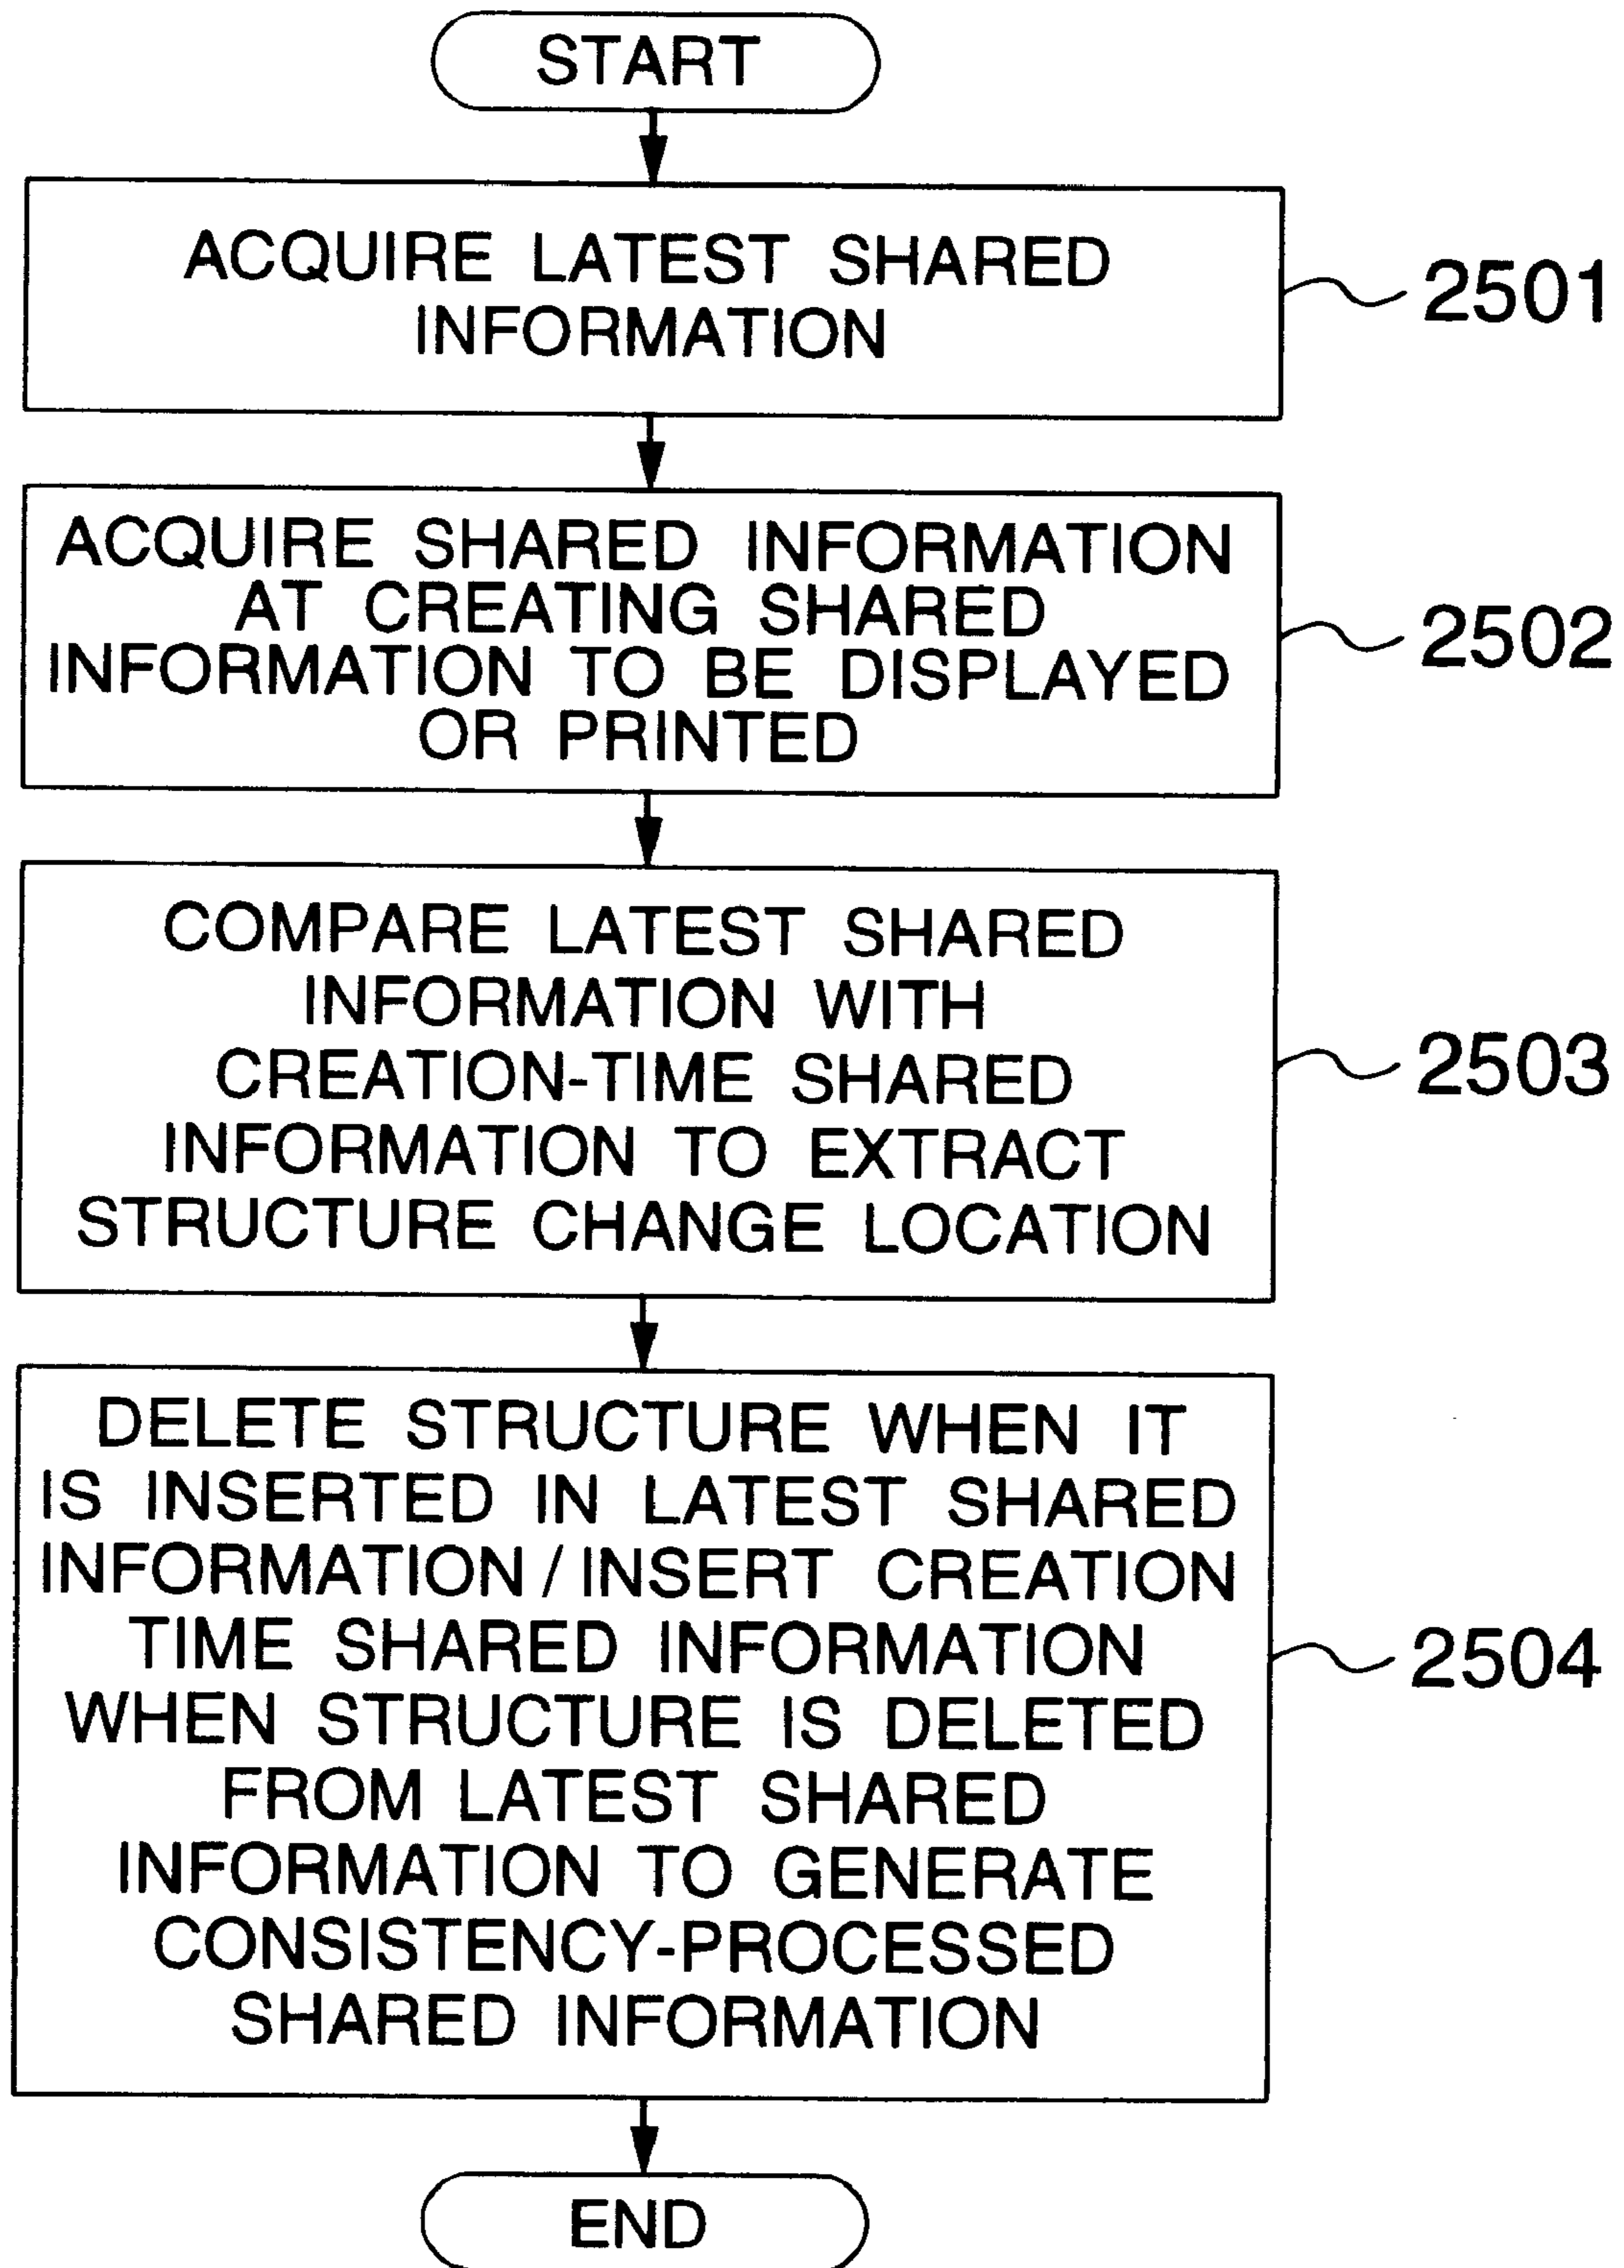 START
ACQUIRE LATEST SHARED
INFORMATION
2501
ACQUIRE SHARED INFORMATION
AT CREATING SHARED
INFORMATION TO BE DISPLAYED
OR PRINTED
2502
COMPARE LATEST SHARED
INFORMATION WITH
CREATION-TIME SHARED
INFORMATION TO EXTRACT
STRUCTURE CHANGE LOCATION
2503
DELETE STRUCTURE WHEN IT
IS INSERTED IN LATEST SHARED
INFORMATION / INSERT CREATION
TIME SHARED INFORMATION
WHEN STRUCTURE IS DELETED
FROM LATEST SHARED
INFORMATION TO GENERATE
CONSISTENCY-PROCESSED
SHARED INFORMATION
2504
END